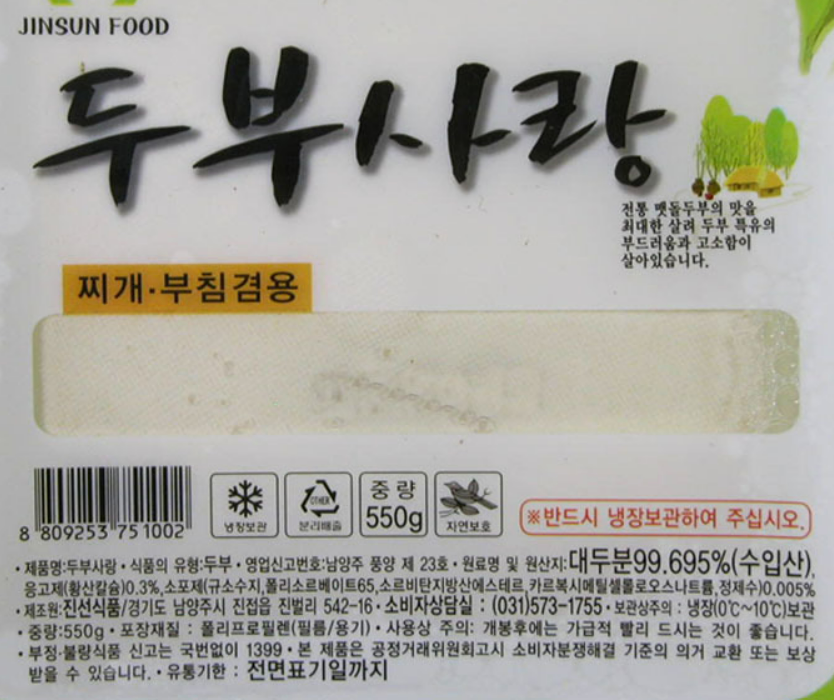 JINSUN FOOD
두부사랑
전통 맷돌두부의 맛을
최대한 살려 두부 특유의
부드러움과 고소함이
살아있습니다.
찌개·부침겸용
8 809253 751002
냉장보관
OTHER
분리배출
중량
550g
자연보호
※반드시 냉장보관하여 주십시오.
·제품명:두부사랑·식품의 유형:두부·영업신고번호:남양주 풍양 제 23호·원료명 및 원산지:대두분99.695%(수입산),
응고제(황산칼슘)0.3%,소포제(규소수지,폴리소르베이트65,소르비탄지방산에스테르,카르복시메틸셀룰로오스나트륨,정제수)0.005%
·제조원:진선식품/경기도 남양주시 진접읍 진벌리 542-16·소비자상담실 : (031)573-1755·보관상주의 : 냉장(0℃~10℃)보관
·중량:550g·포장재질 : 폴리프로필렌(필름/용기)·사용상 주의: 개봉후에는 가급적 빨리 드시는 것이 좋습니다.
·부정·불량식품 신고는 국번없이 1399·본 제품은 공정거래위원회고시 소비자분쟁해결 기준의 의거 교환 또는 보상
받을 수 있습니다.·유통기한 : 전면표기일까지